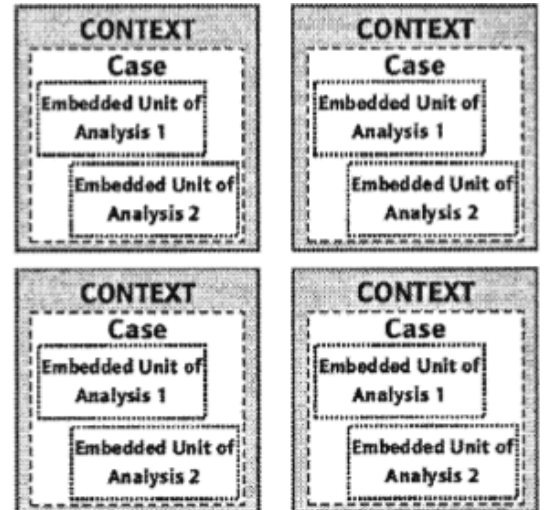 CONTEXT
Case
Embedded Unit of
Analysis 1
Embedded Unit of
Analysis 2
CONTEXT
Case
Embedded Unit of
Analysis 1
Embedded Unit of
Analysis 2
CONTEXT
Case
Embedded Unit of
Analysis 1
Embedded Unit of
Analysis 2
CONTEXT
Case
Embedded Unit of
Analysis 1
Embedded Unit of
Analysis 2